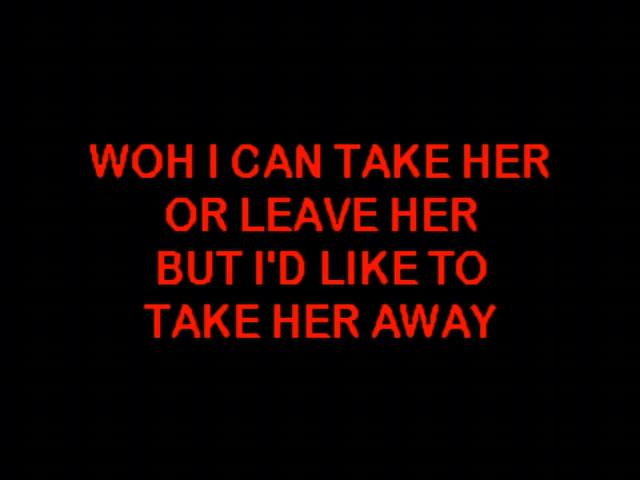 WOH I CAN TAKE HER
OR LEAVE HER
BUT I'D LIKE TO
TAKE HER AWAY